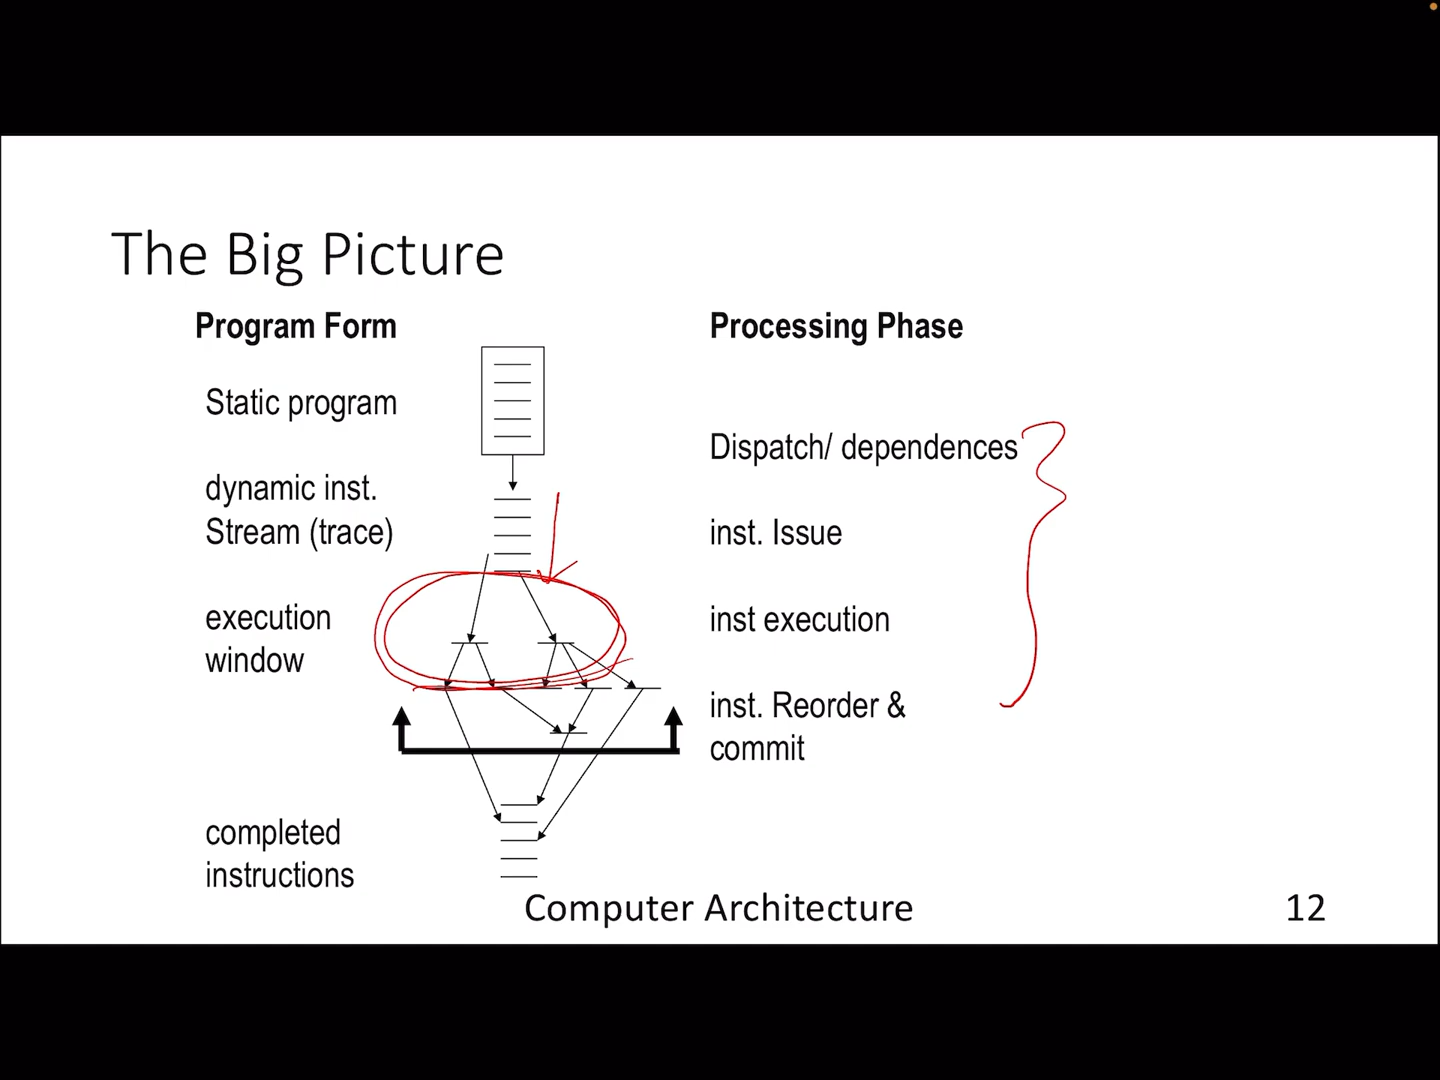 The Big Picture
Program Form
Processing Phase
Static program
Dispatch/ dependences
dynamic inst.
Stream (trace)
inst. Issue
execution
window
inst execution
inst. Reorder &
commit
completed
instructions
Computer Architecture
12